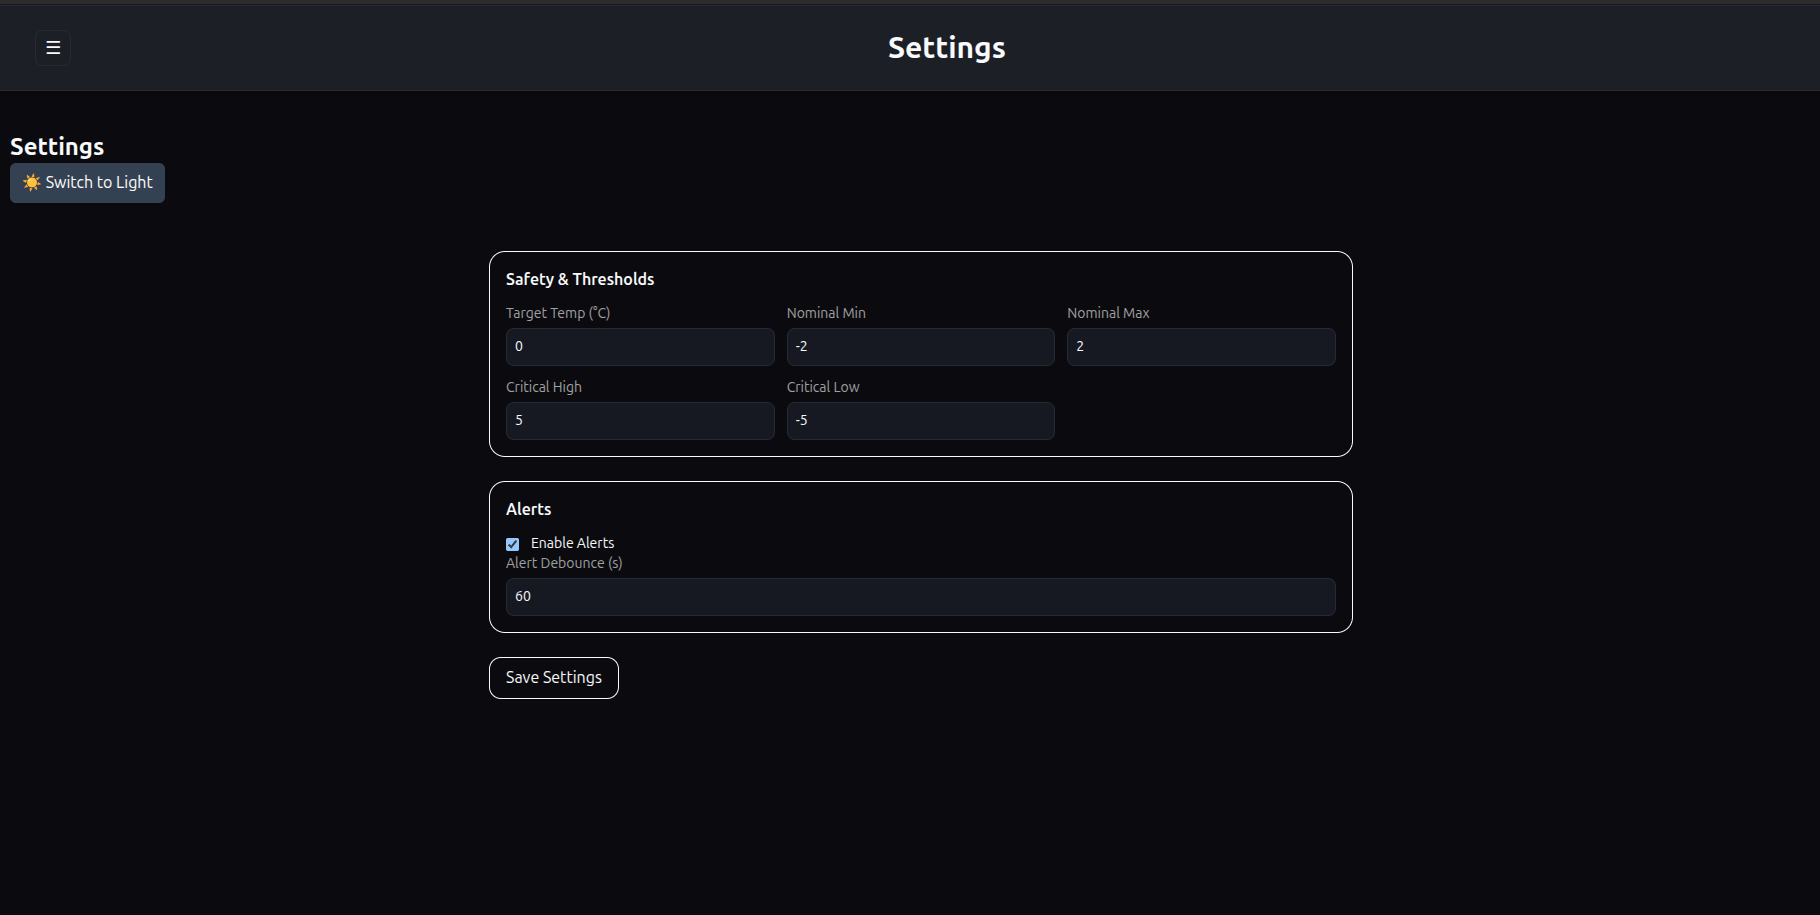 ☰ Settings
Settings
☀️ Switch to Light
Safety & Thresholds
Target Temp (°C) Nominal Min Nominal Max
0 -2 2
Critical High Critical Low
5 -5
Alerts
Enable Alerts
Alert Debounce (s)
60
Save Settings